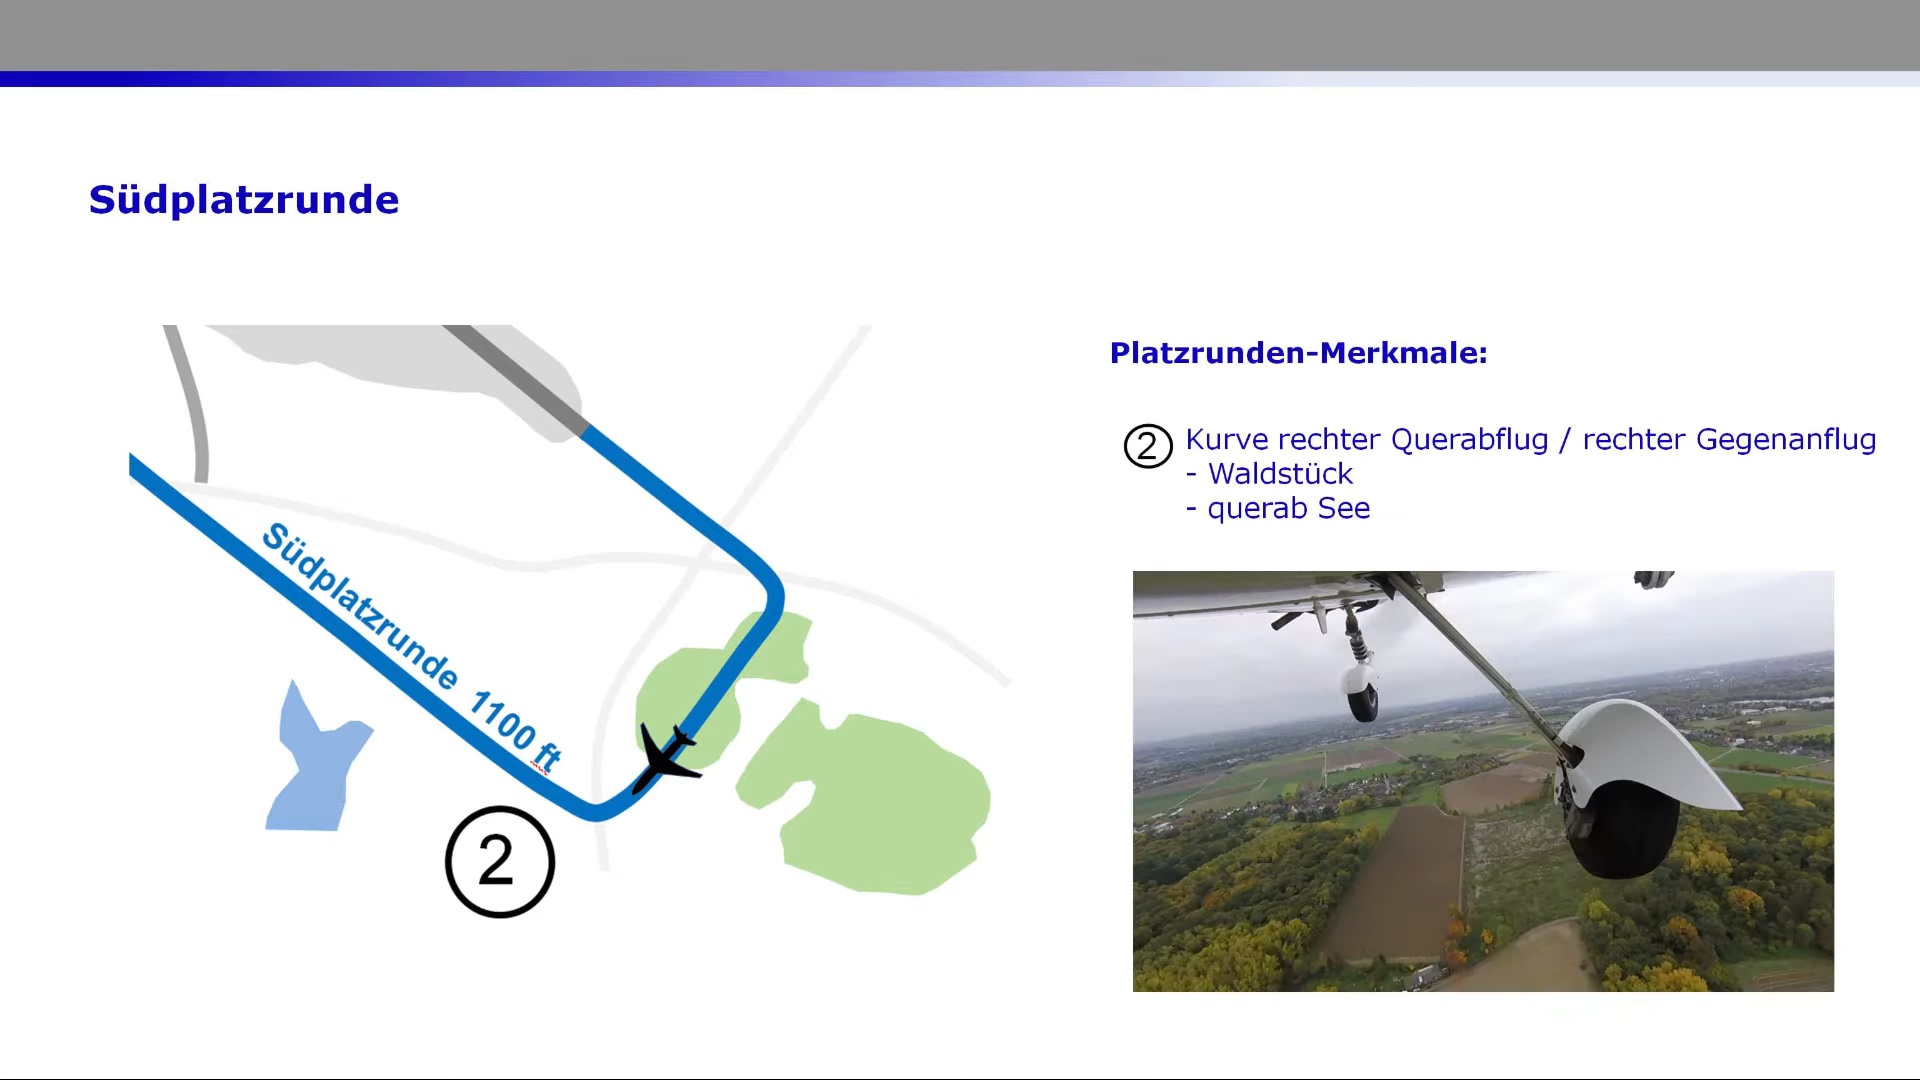 Südplatzrunde
Südplatzrunde 1100 ft
2
Platzrunden-Merkmale:
2 Kurve rechter Querabflug / rechter Gegenanflug
- Waldstück
- querab See